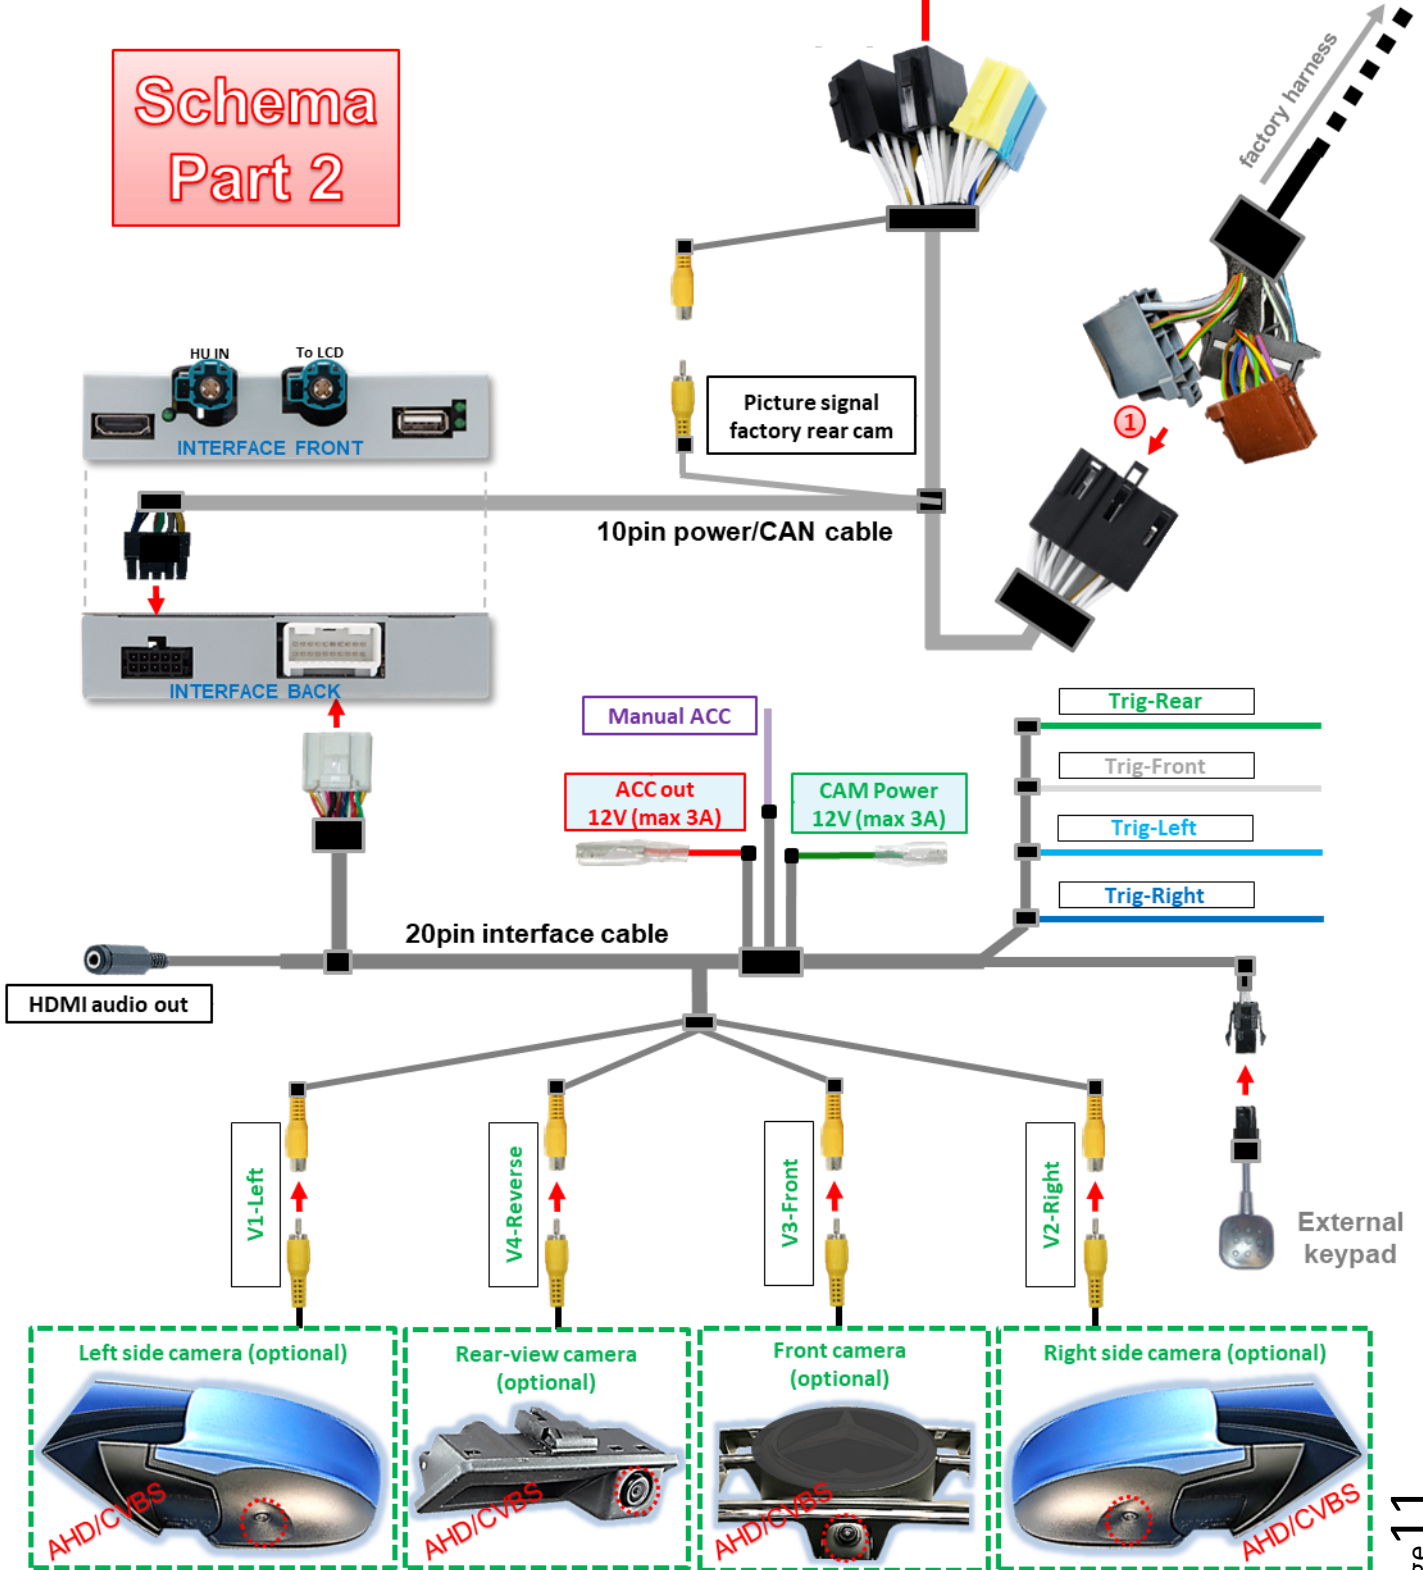 Schema
Part 2
factory harness
HU IN
To LCD
INTERFACE FRONT
Picture signal
factory rear cam
1
10pin power/CAN cable
INTERFACE BACK
Manual ACC
ACC out
12V (max 3A)
CAM Power
12V (max 3A)
Trig-Rear
Trig-Front
Trig-Left
Trig-Right
20pin interface cable
HDMI audio out
V1-Left
V4-Reverse
V3-Front
V2-Right
External
keypad
Left side camera (optional)
AHD/CVBS
Rear-view camera
(optional)
AHD/CVBS
Front camera
(optional)
AHD/CVBS
Right side camera (optional)
AHD/CVBS
11